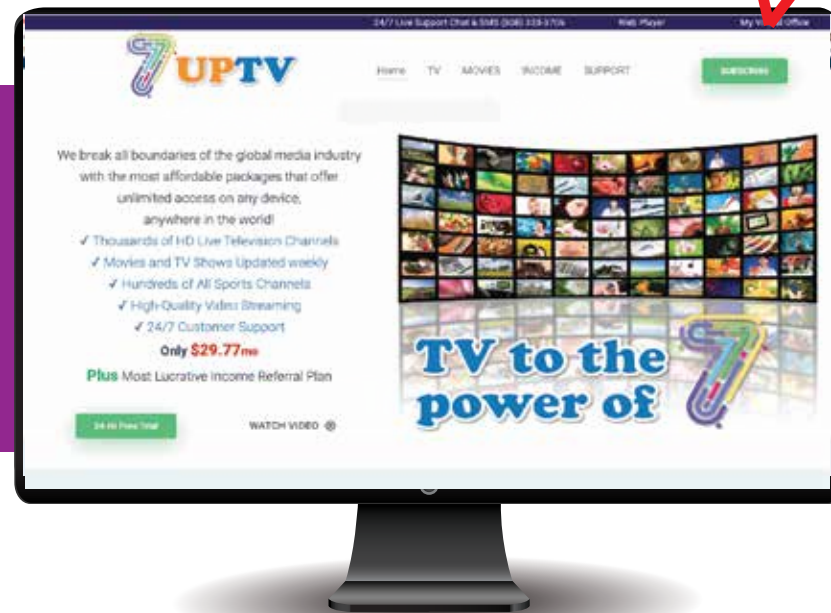 24/7 Live Support Chat & SMS
Web Player
My Office
7 UPTV
Home TV MOVIES INCOME SUPPORT
SUBSCRIBE
We break all boundaries of the global media industry
with the most affordable packages that offer
unlimited access on any device,
anywhere in the world!
✓ Thousands of HD Live Television Channels
✓ Movies and TV Shows Updated weekly
✓ Hundreds of All Sports Channels
✓ High-Quality Video Streaming
✓ 24/7 Customer Support
Only $29.77mo
Plus Most Lucrative Income Referral Plan
24 Hr Free Trial
WATCH VIDEO
TV to the
power of 7